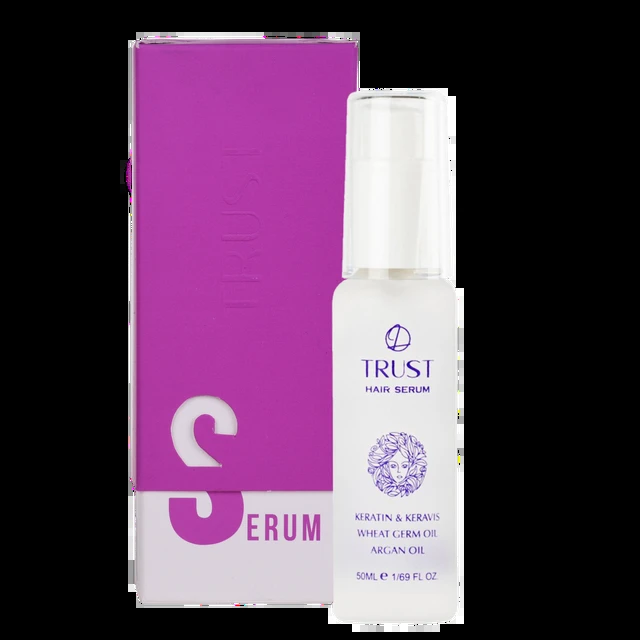 TRUST
SERUM
TRUST
HAIR SERUM
KERATIN & KERAVIS
WHEAT GERM OIL
ARGAN OIL
50ML e 1/69 FL OZ.